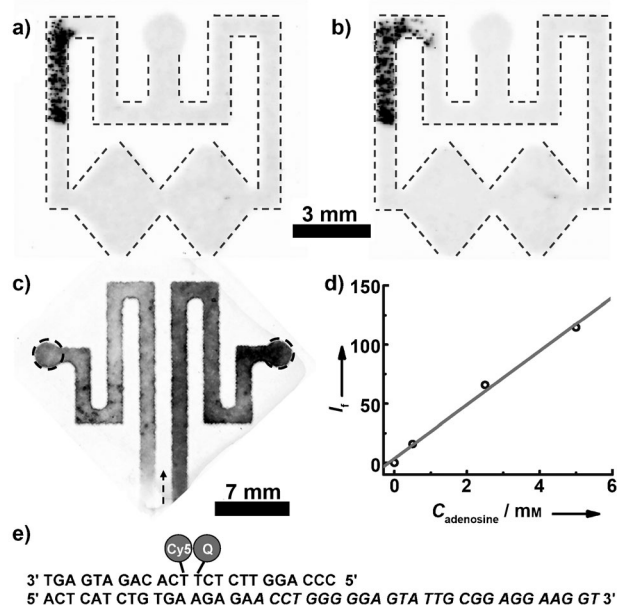 a)
b)
3 mm
c)
7 mm
d)
150
100
50
0
I_f
0 2 4 6
C_adenosine / mM
e)
Cy5 Q
3' TGA GTA GAC ACT TCT CTT GGA CCC 5'
5' ACT CAT CTG TGA AGA GAA CCT GGG GGA GTA TTG CGG AGG AAG GT 3'